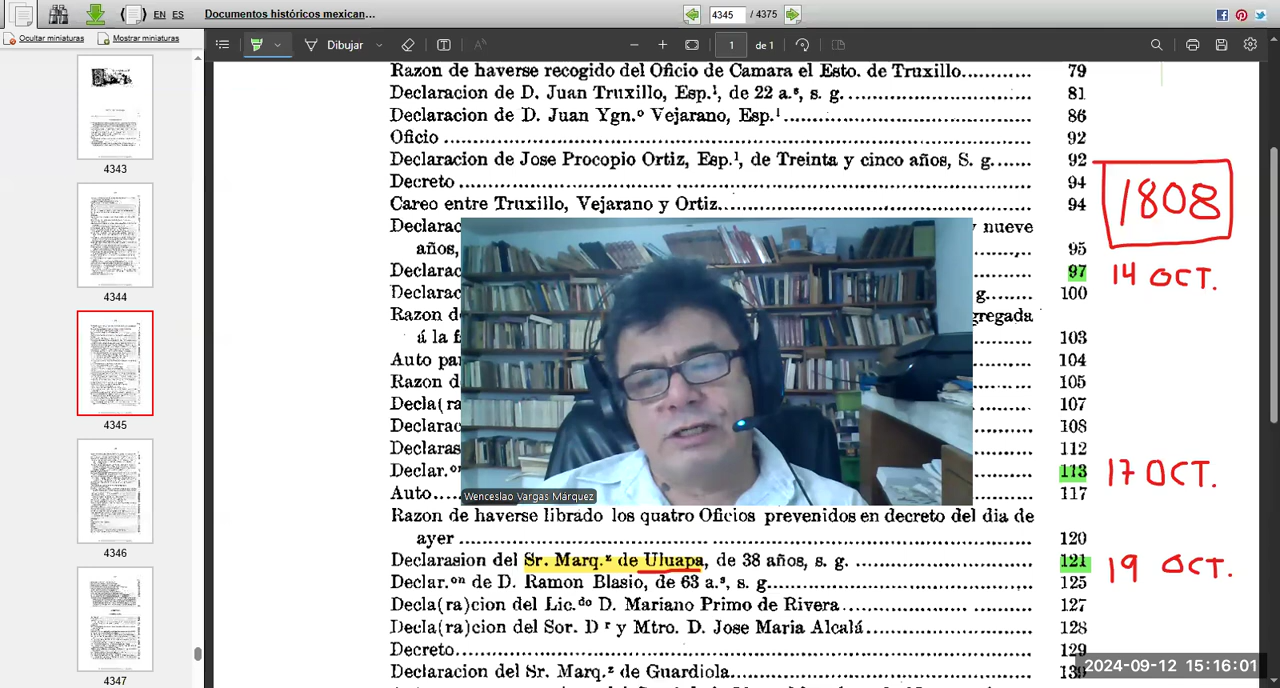 EN ES
Documentos históricos mexican...
4345 / 4375
Ocultar miniaturas
Mostrar miniaturas
Dibujar
1 de 1
4343
4344
4345
4346
4347
Razon de haverse recogido del Oficio de Camara el Esto. de Truxillo............ 79
Declaracion de D. Juan Truxillo, Esp.l, de 22 a.s, s. g. 81
Declaracion de D. Juan Ygn.o Vejarano, Esp.l 86
Oficio 92
Declaracion de Jose Procopio Ortiz, Esp.l, de Treinta y cinco años, S. g. 92
Decreto 94
Careo entre Truxillo, Vejarano y Ortiz. 94
Declarac y nueve
años, 95
Declarac 97
Declarac g. 100
Razon de gregada
á la f 103
Auto par 104
Razon d 105
Decla(ra 107
Declarac 108
Declaras 112
Declar.on 113
Auto 117
Razon de haverse librado los quatro Oficios prevenidos en decreto del dia de
ayer 120
Declarasion del Sr. Marq.z de Uluapa, de 38 años, s. g. 121
Declar.on de D. Ramon Blasio, de 63 a.s, s. g. 125
Decla(ra)cion del Lic.do D. Mariano Primo de Rivera 127
Decla(ra)cion del Sor. D r y Mtro. D. Jose Maria Alcalá 128
Decreto 129
Declaracion del Sr. Marq.z de Guardiola
1808
14 OCT.
17 OCT.
19 OCT.
Wenceslao Vargas Márquez
2024-09-12 15:16:01